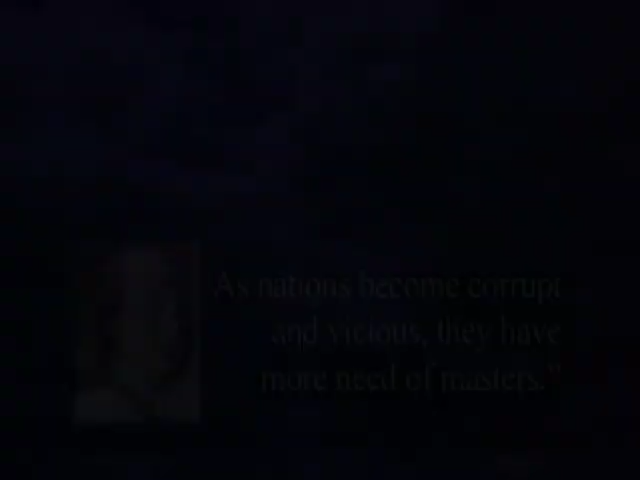 As nations become corrupt
and vicious, they have
more need of masters."